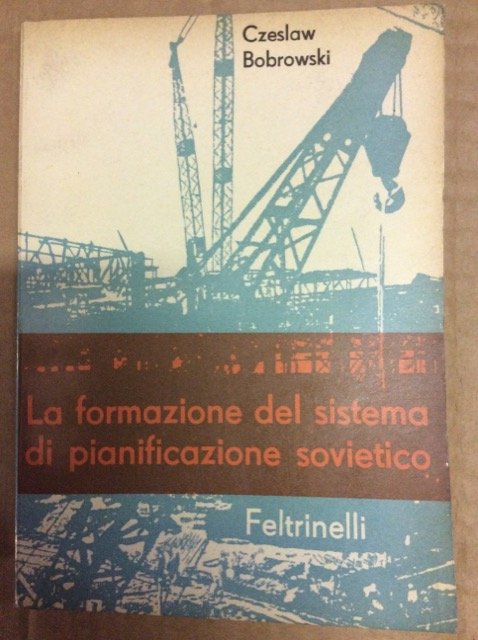 Czeslaw
Bobrowski
La formazione del sistema
di pianificazione sovietico
Feltrinelli